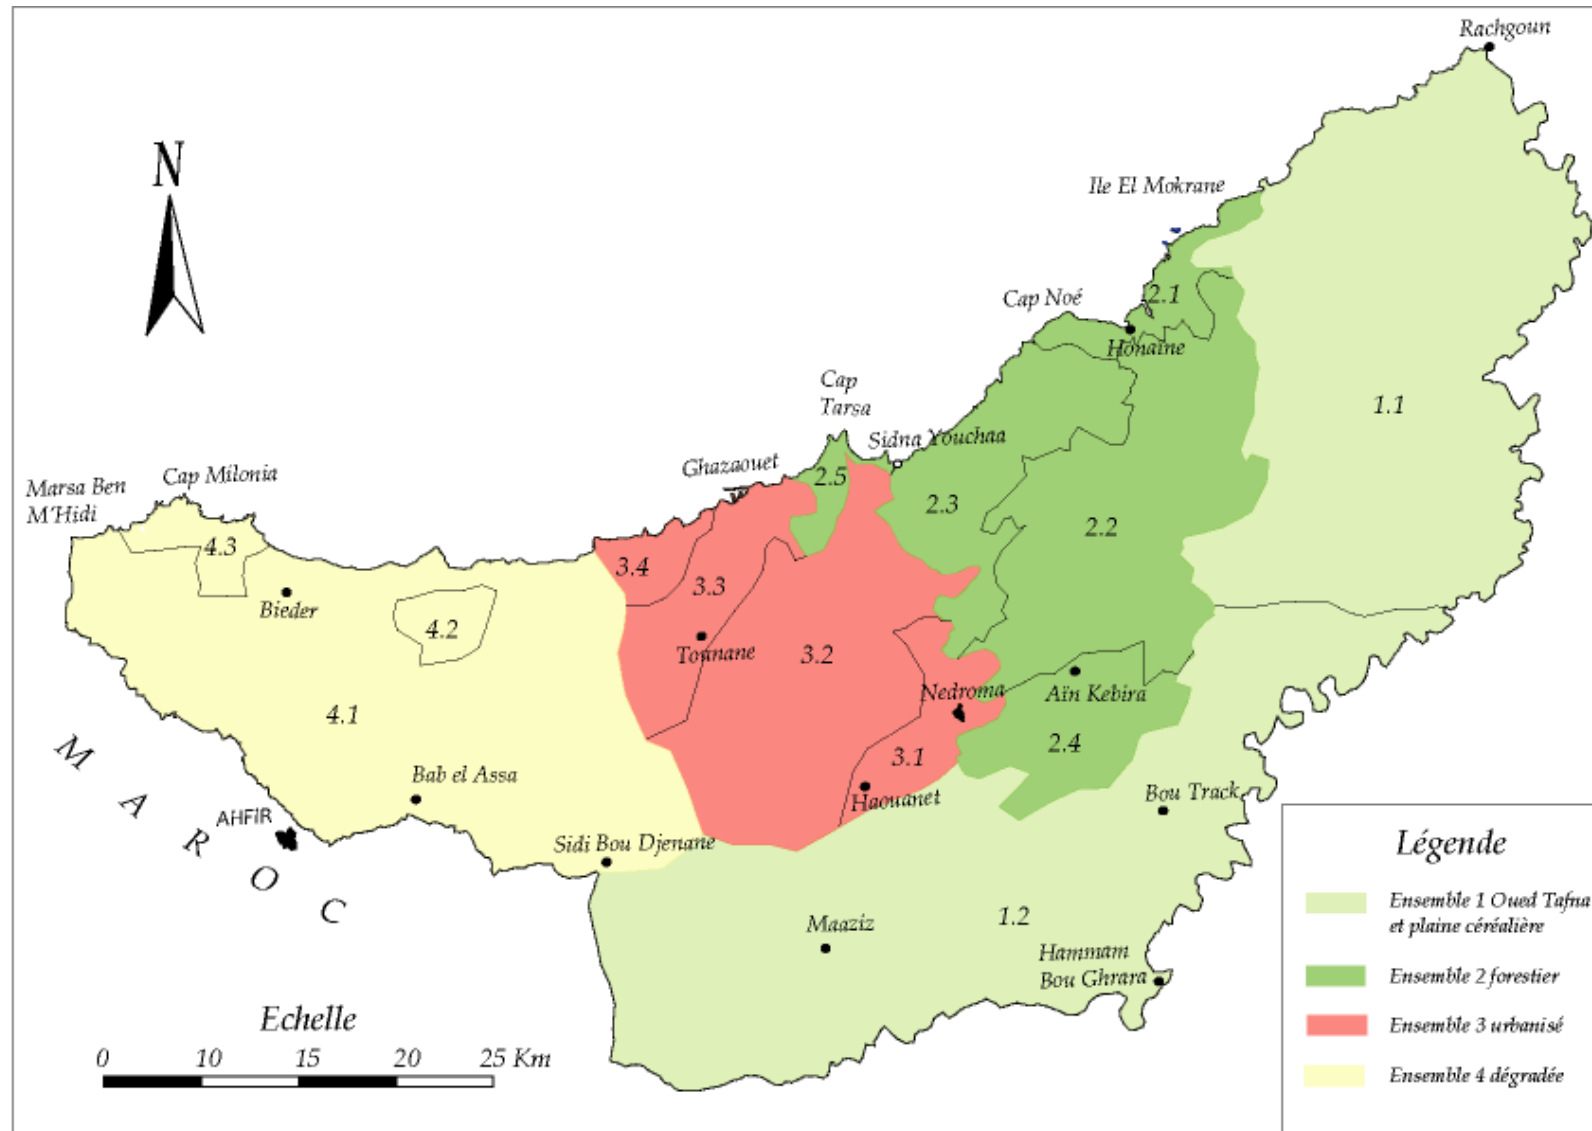 Rachgoun
N
Ile El Mokrane
Cap Noé
2.1
Honaïne
Cap
Tarsa
1.1
Sidna Youchaa
Ghazaouet
2.5
Cap Milonia
Marsa Ben
M'Hidi
2.3
2.2
4.3
3.4
3.3
Bieder
4.2
Tounane
3.2
Nedroma
Aïn Kebira
4.1
2.4
3.1
Bab el Assa
Haouanet
Bou Track
AHFIR
Sidi Bou Djenane
MAROC
1.2
Maaziz
Hammam
Bou Ghrara
Echelle
0 10 15 20 25 Km
Légende
Ensemble 1 Oued Tafna
et plaine céréalière
Ensemble 2 forestier
Ensemble 3 urbanisé
Ensemble 4 dégradée